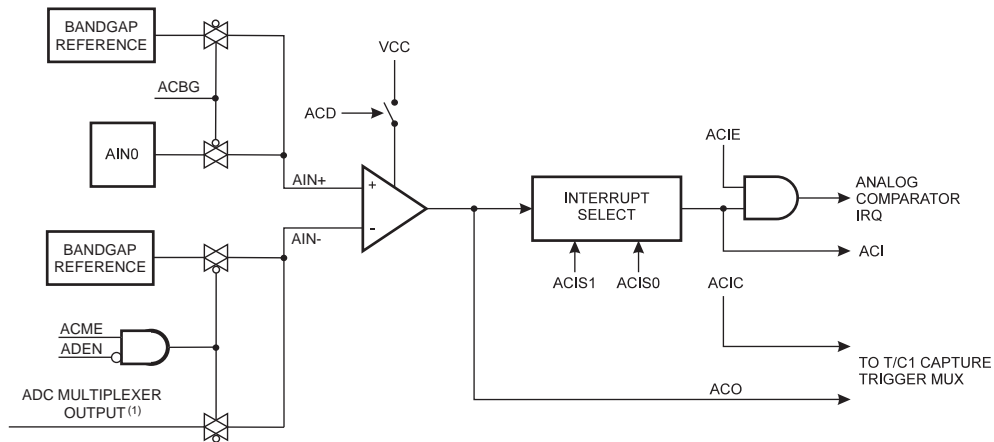 BANDGAP
REFERENCE
ACBG
AIN0
VCC
ACD
AIN+
+
-
AIN-
BANDGAP
REFERENCE
ACME
ADEN
ADC MULTIPLEXER
OUTPUT (1)
INTERRUPT
SELECT
ACIS1
ACIS0
ACIE
ANALOG
COMPARATOR
IRQ
ACI
ACIC
TO T/C1 CAPTURE
TRIGGER MUX
ACO